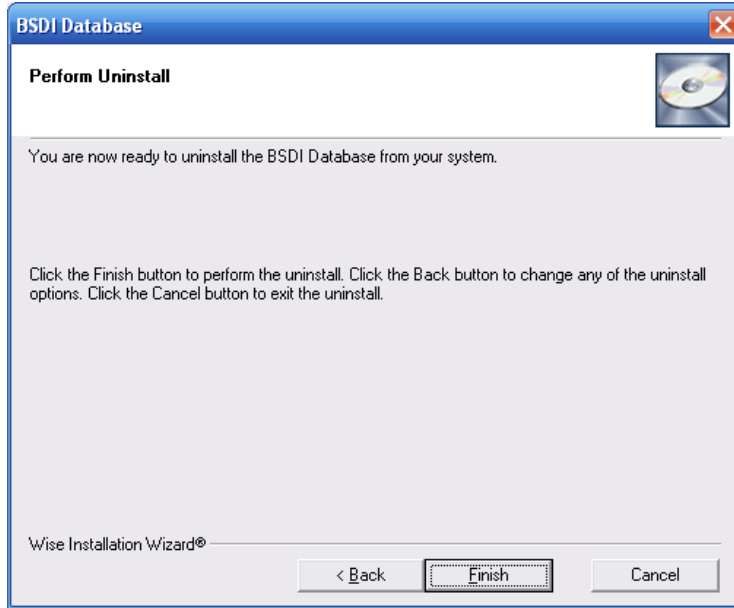 BSDI Database
Perform Uninstall
You are now ready to uninstall the BSDI Database from your system.
Click the Finish button to perform the uninstall. Click the Back button to change any of the uninstall
options. Click the Cancel button to exit the uninstall.
Wise Installation Wizard®
< Back
Finish
Cancel